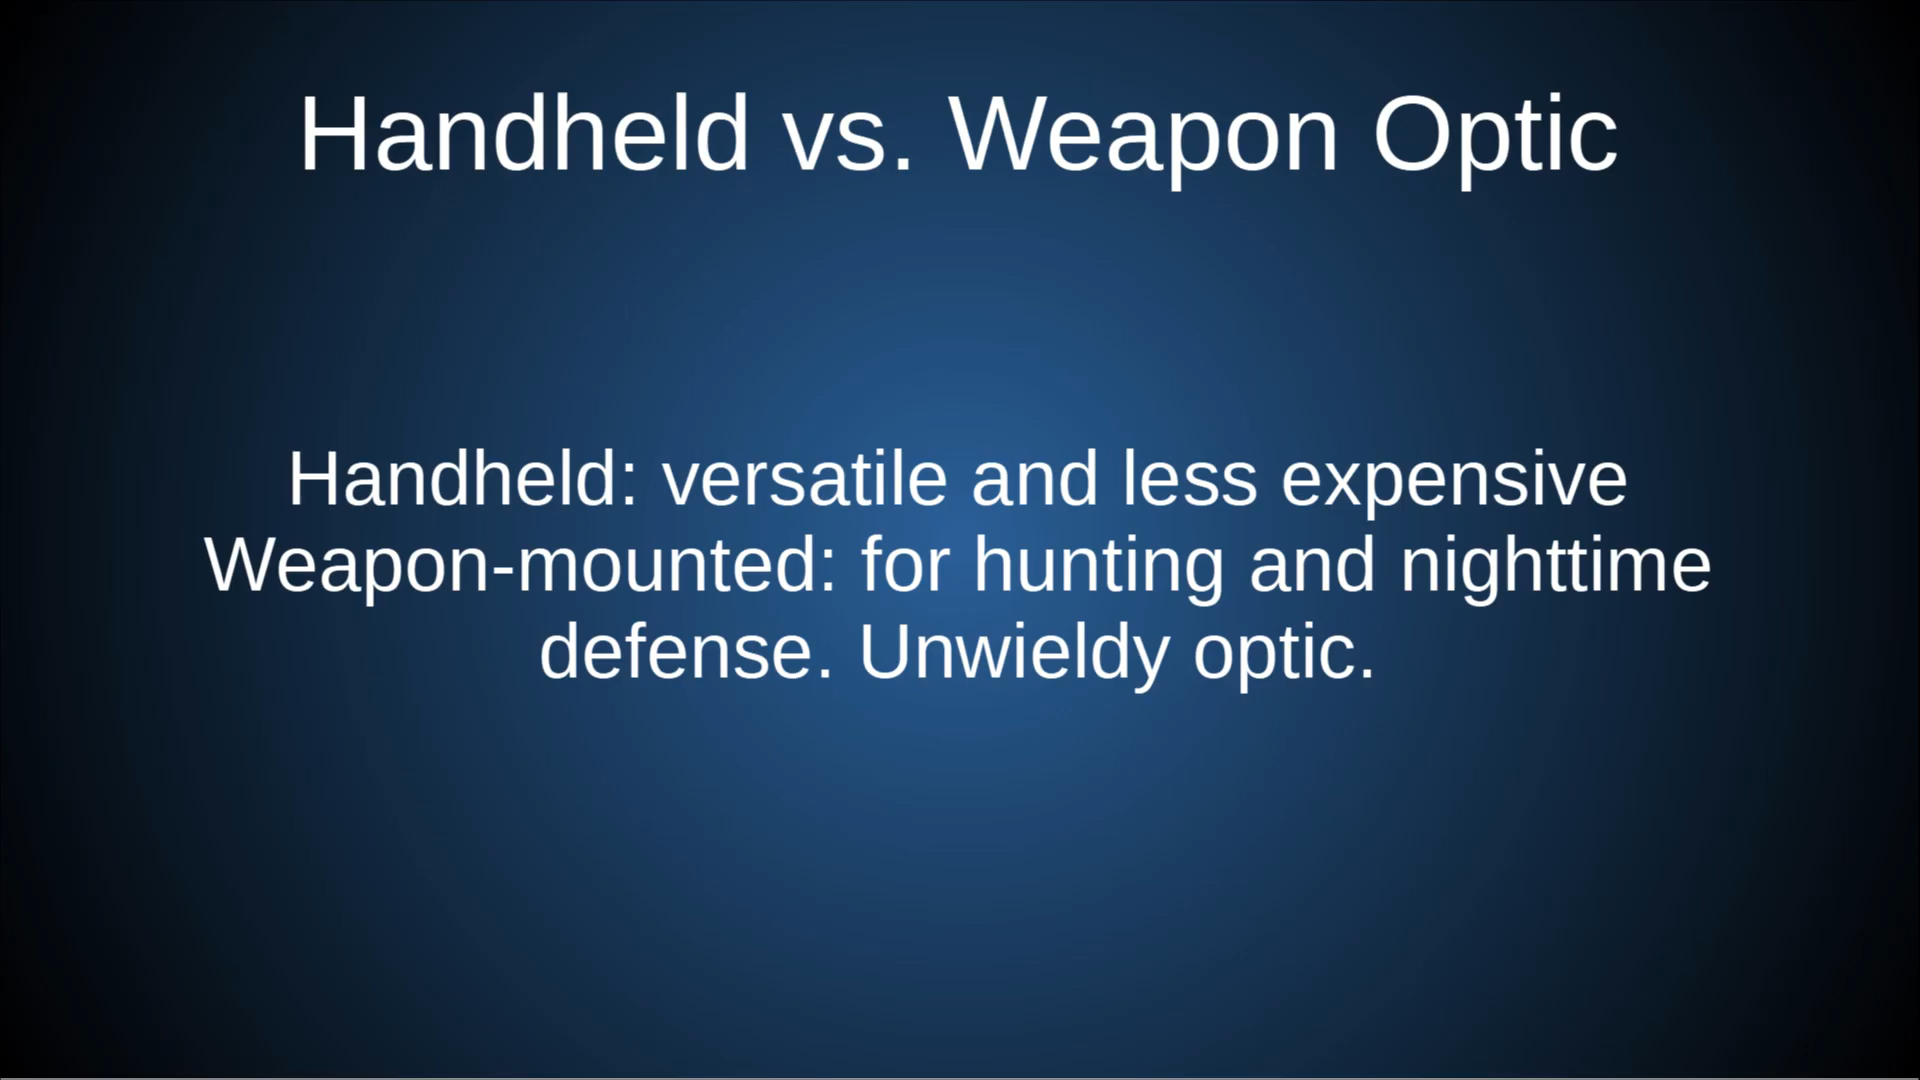 Handheld vs. Weapon Optic
Handheld: versatile and less expensive
Weapon-mounted: for hunting and nighttime
defense. Unwieldy optic.